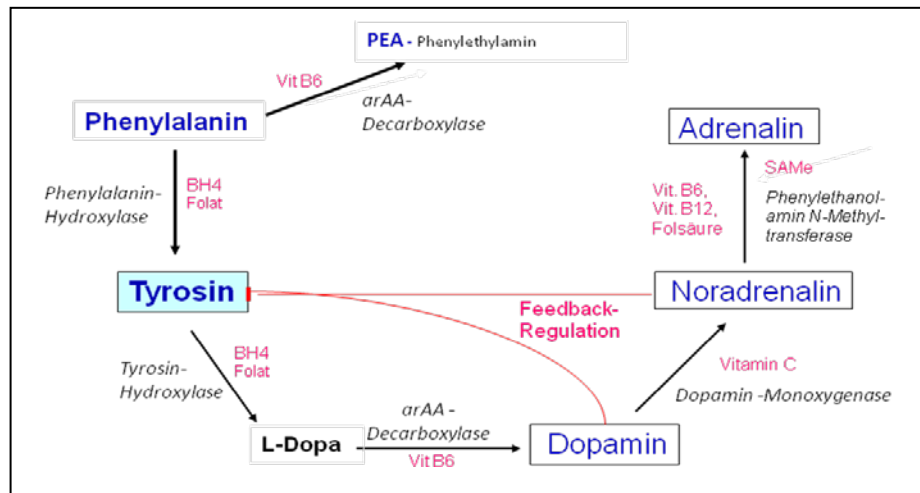 PEA - Phenylethylamin
Vit B6
arAA-
Decarboxylase
Phenylalanin
Adrenalin
Phenylalanin-
Hydroxylase
BH4
Folat
SAMe
Vit. B6,
Vit. B12,
Folsäure
Phenylethanol-
amin N-Methyl-
transferase
Tyrosin
Noradrenalin
Feedback-
Regulation
Tyrosin-
Hydroxylase
BH4
Folat
Vitamin C
Dopamin -Monoxygenase
L-Dopa
arAA -
Decarboxylase
Vit B6
Dopamin